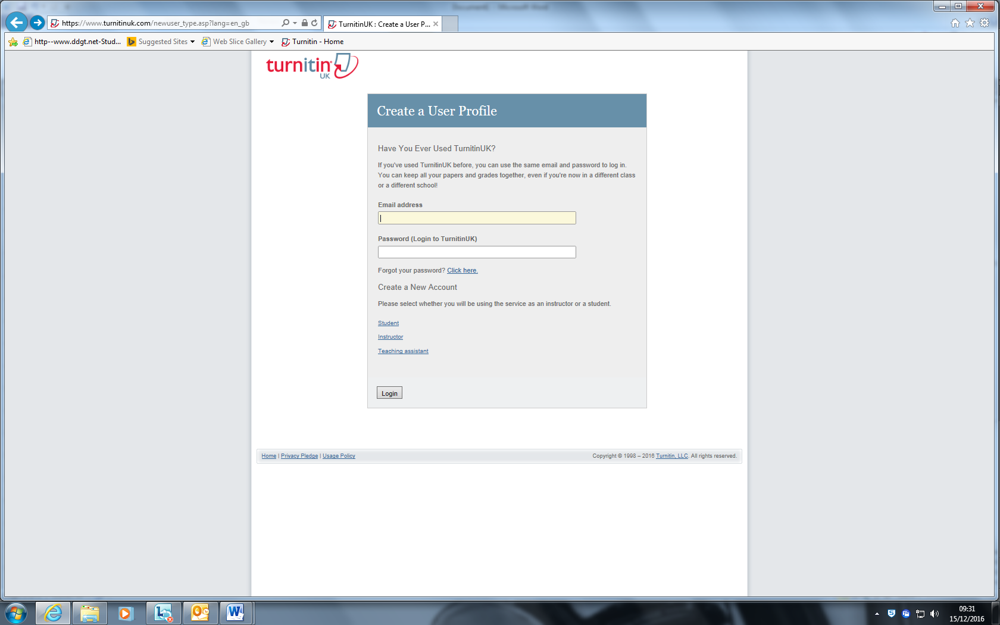 https://www.turnitinuk.com/newuser_type.asp?lang=en_gb
TurnitinUK : Create a User P...
http--www.ddgt.net-Stud...
Suggested Sites
Web Slice Gallery
Turnitin - Home
turnitin
UK
Create a User Profile
Have You Ever Used TurnitinUK?
If you've used TurnitinUK before, you can use the same email and password to log in.
You can keep all your papers and grades together, even if you're now in a different class
or a different school!
Email address
Password (Login to TurnitinUK)
Forgot your password? Click here.
Create a New Account
Please select whether you will be using the service as an instructor or a student.
Student
Instructor
Teaching assistant
Login
Home | Privacy Pledge | Usage Policy
Copyright © 1998 – 2016 Turnitin, LLC. All rights reserved.
09:31
15/12/2016